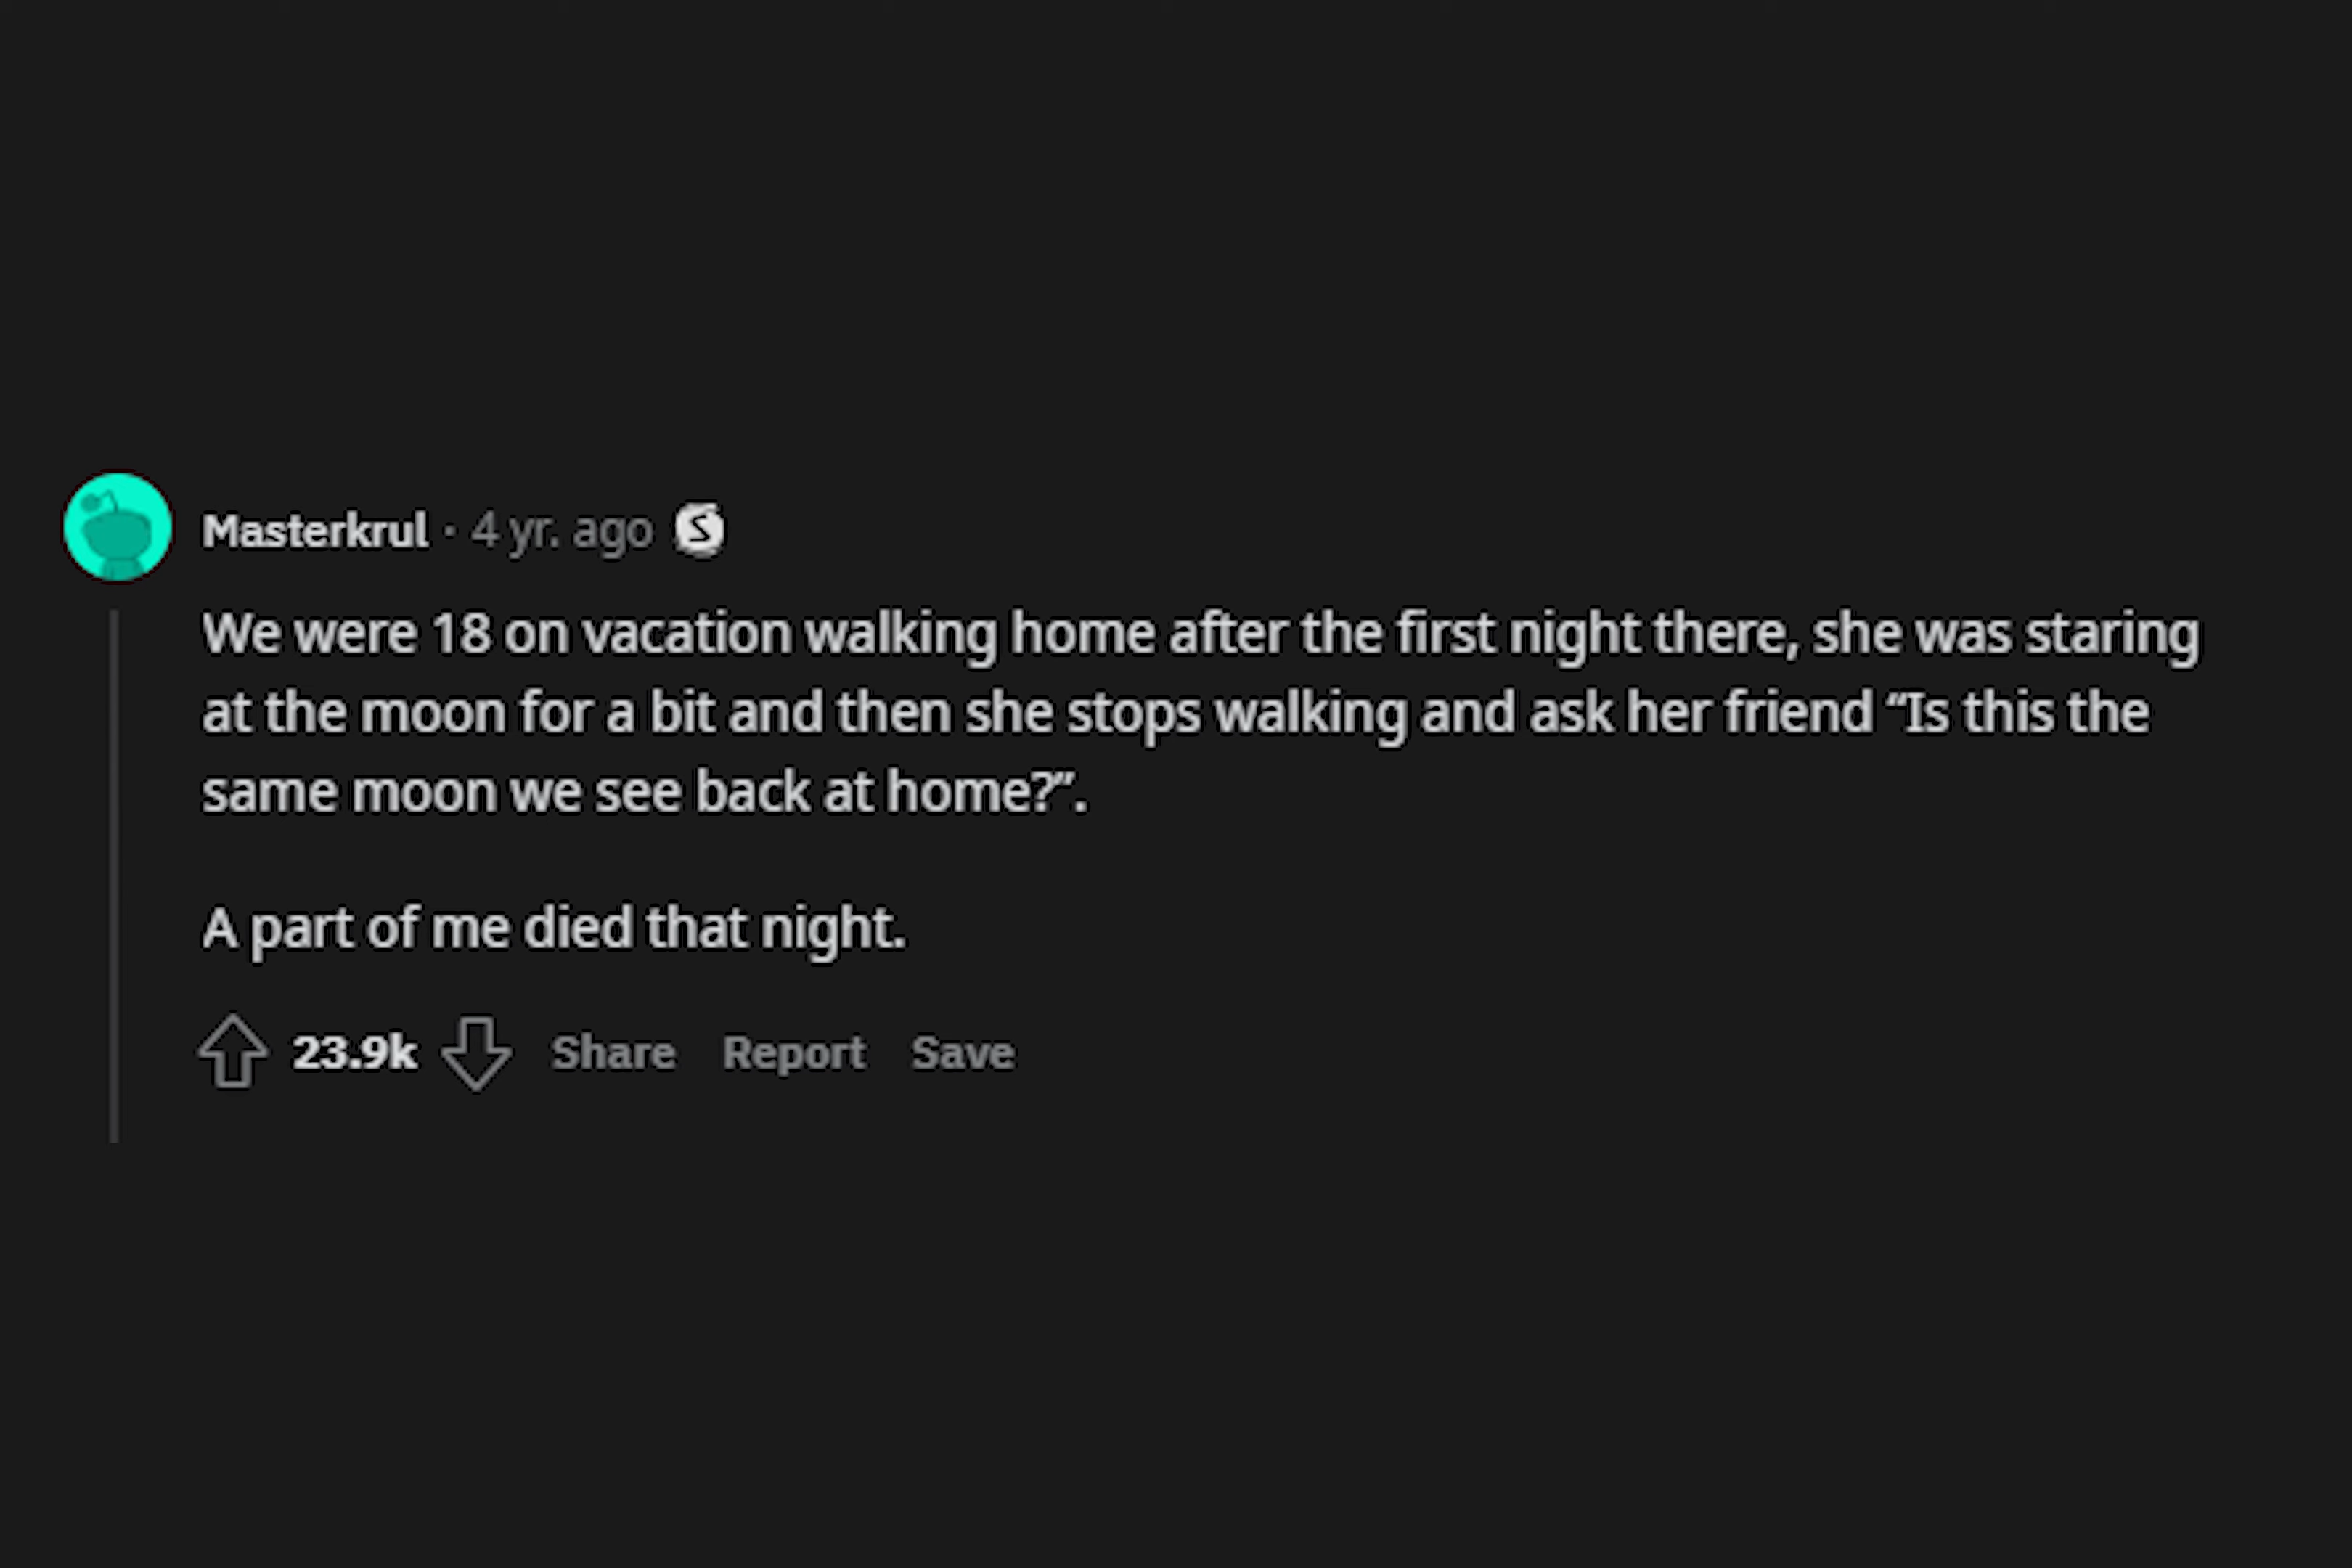 Masterkrul · 4 yr. ago
We were 18 on vacation walking home after the first night there, she was staring
at the moon for a bit and then she stops walking and ask her friend “Is this the
same moon we see back at home?”.
A part of me died that night.
23.9k Share Report Save